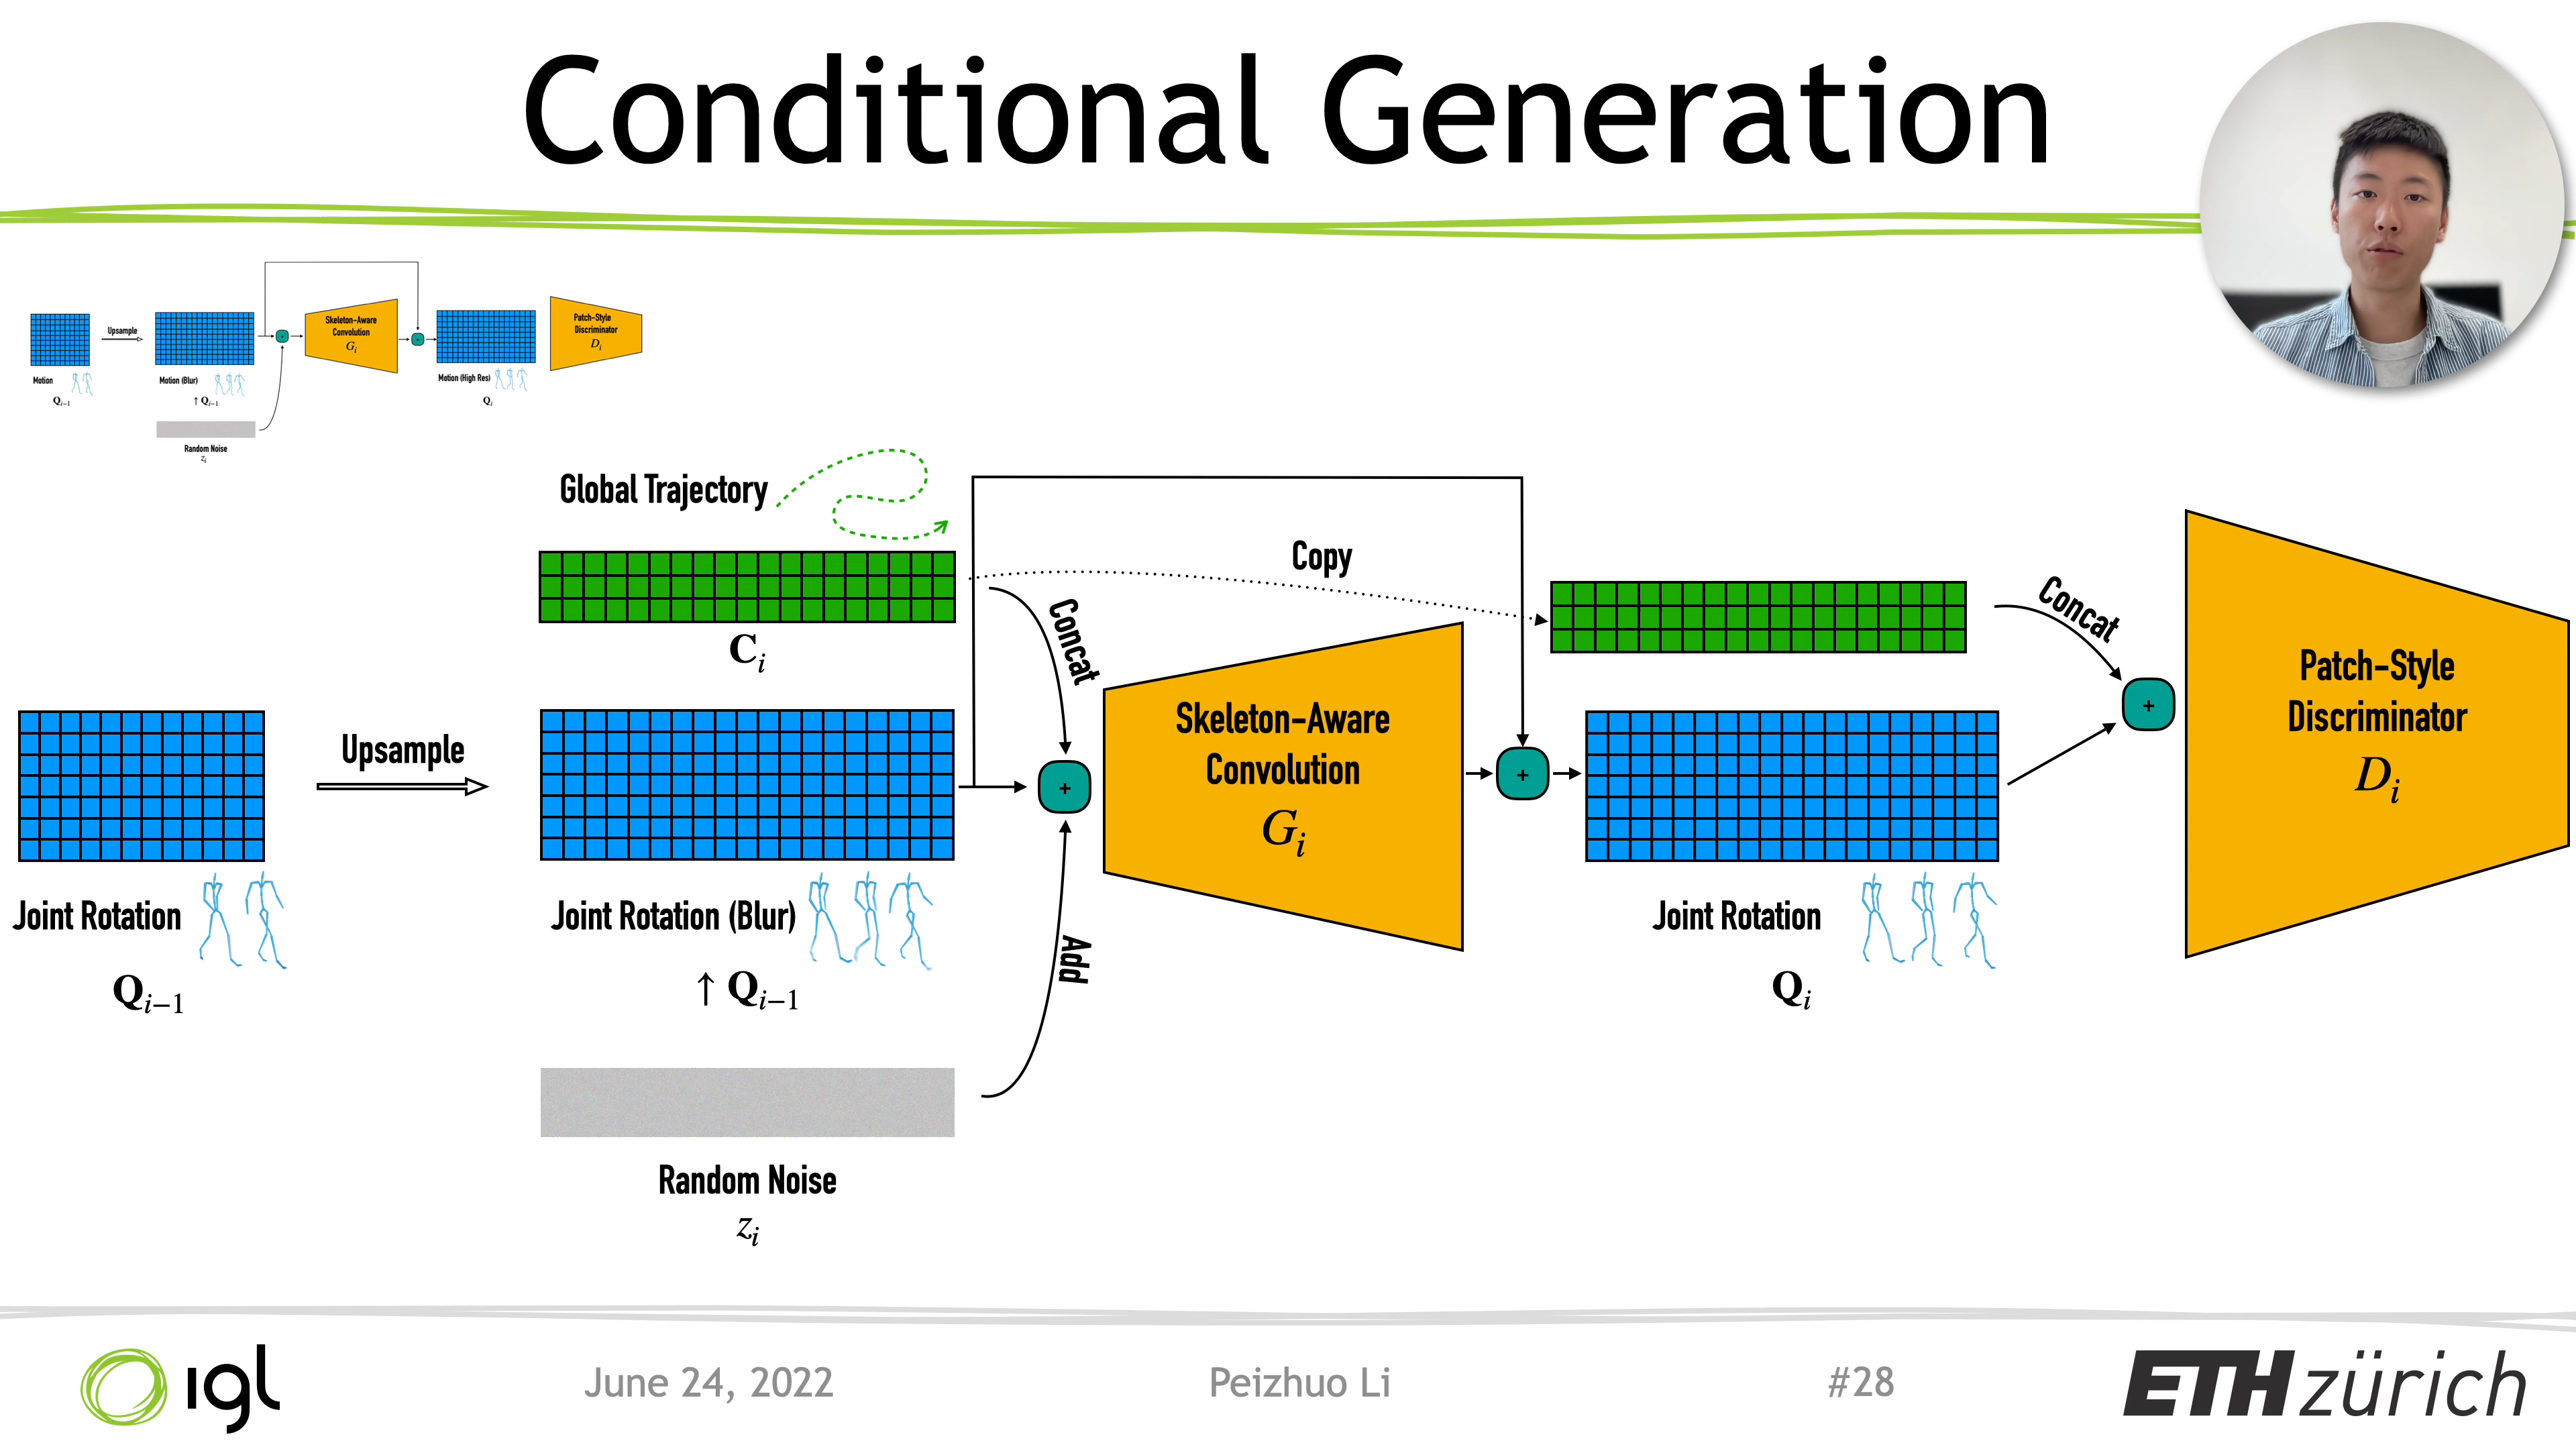 Conditional Generation
Upsample
Skeleton-Aware
Convolution
G_i
Patch-Style
Discriminator
D_i
Motion
Q_{i-1}
Motion (Blur)
↑ Q_{i-1}
Motion (High Res)
Q_i
Random Noise
z_i
Global Trajectory
C_i
Concat
Copy
Concat
Upsample
+
Skeleton-Aware
Convolution
G_i
+
+
Patch-Style
Discriminator
D_i
Joint Rotation
Q_{i-1}
Joint Rotation (Blur)
↑ Q_{i-1}
Add
Joint Rotation
Q_i
Random Noise
z_i
igl
June 24, 2022
Peizhuo Li
#28
ETH zürich